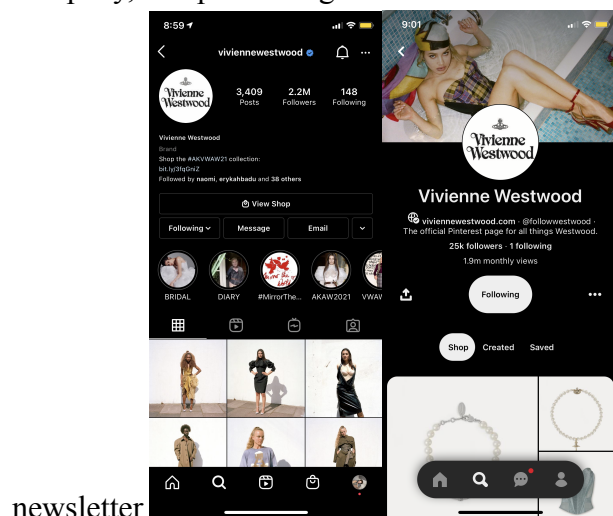 8:59
viviennewestwood
Vivienne
Westwood
3,409 2.2M 148
Posts Followers Following
Vivienne Westwood
Brand
Shop the #AKVWAW21 collection:
bit.ly/3fqGniZ
Followed by naomi, erykahbadu and 38 others
View Shop
Following Message Email
BRIDAL DIARY #MirrorThe... AKAW2021 VWAW
9:01
Vivienne
Westwood
Vivienne Westwood
viviennewestwood.com · @followwestwood ·
The official Pinterest page for all things Westwood.
25k followers · 1 following
1.9m monthly views
Following
Shop Created Saved
newsletter